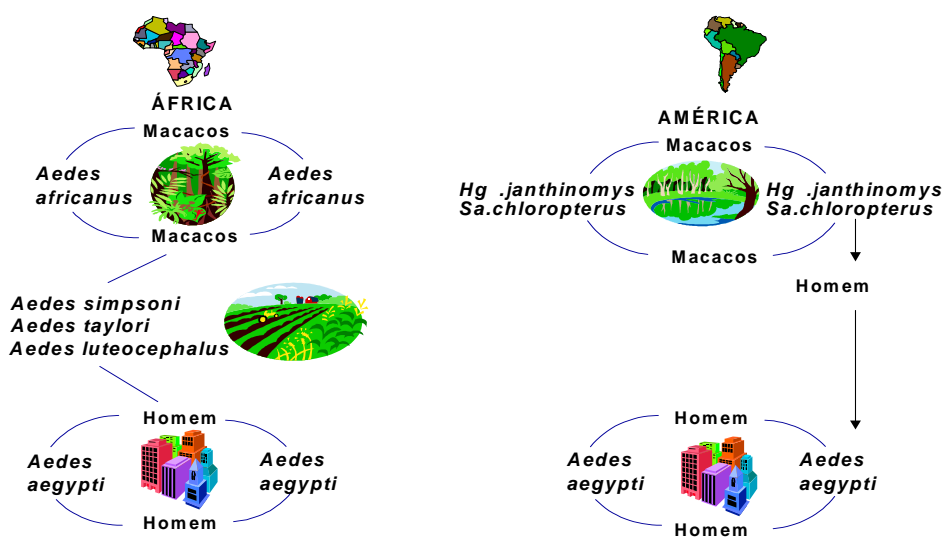 ÁFRICA
Macacos
Aedes
africanus
Aedes
africanus
Macacos
Aedes simpsoni
Aedes taylori
Aedes luteocephalus
Homem
Aedes
aegypti
Aedes
aegypti
Homem
AMÉRICA
Macacos
Hg .janthinomys
Sa.chloropterus
Hg .janthinomys
Sa.chloropterus
Macacos
Homem
Homem
Aedes
aegypti
Aedes
aegypti
Homem